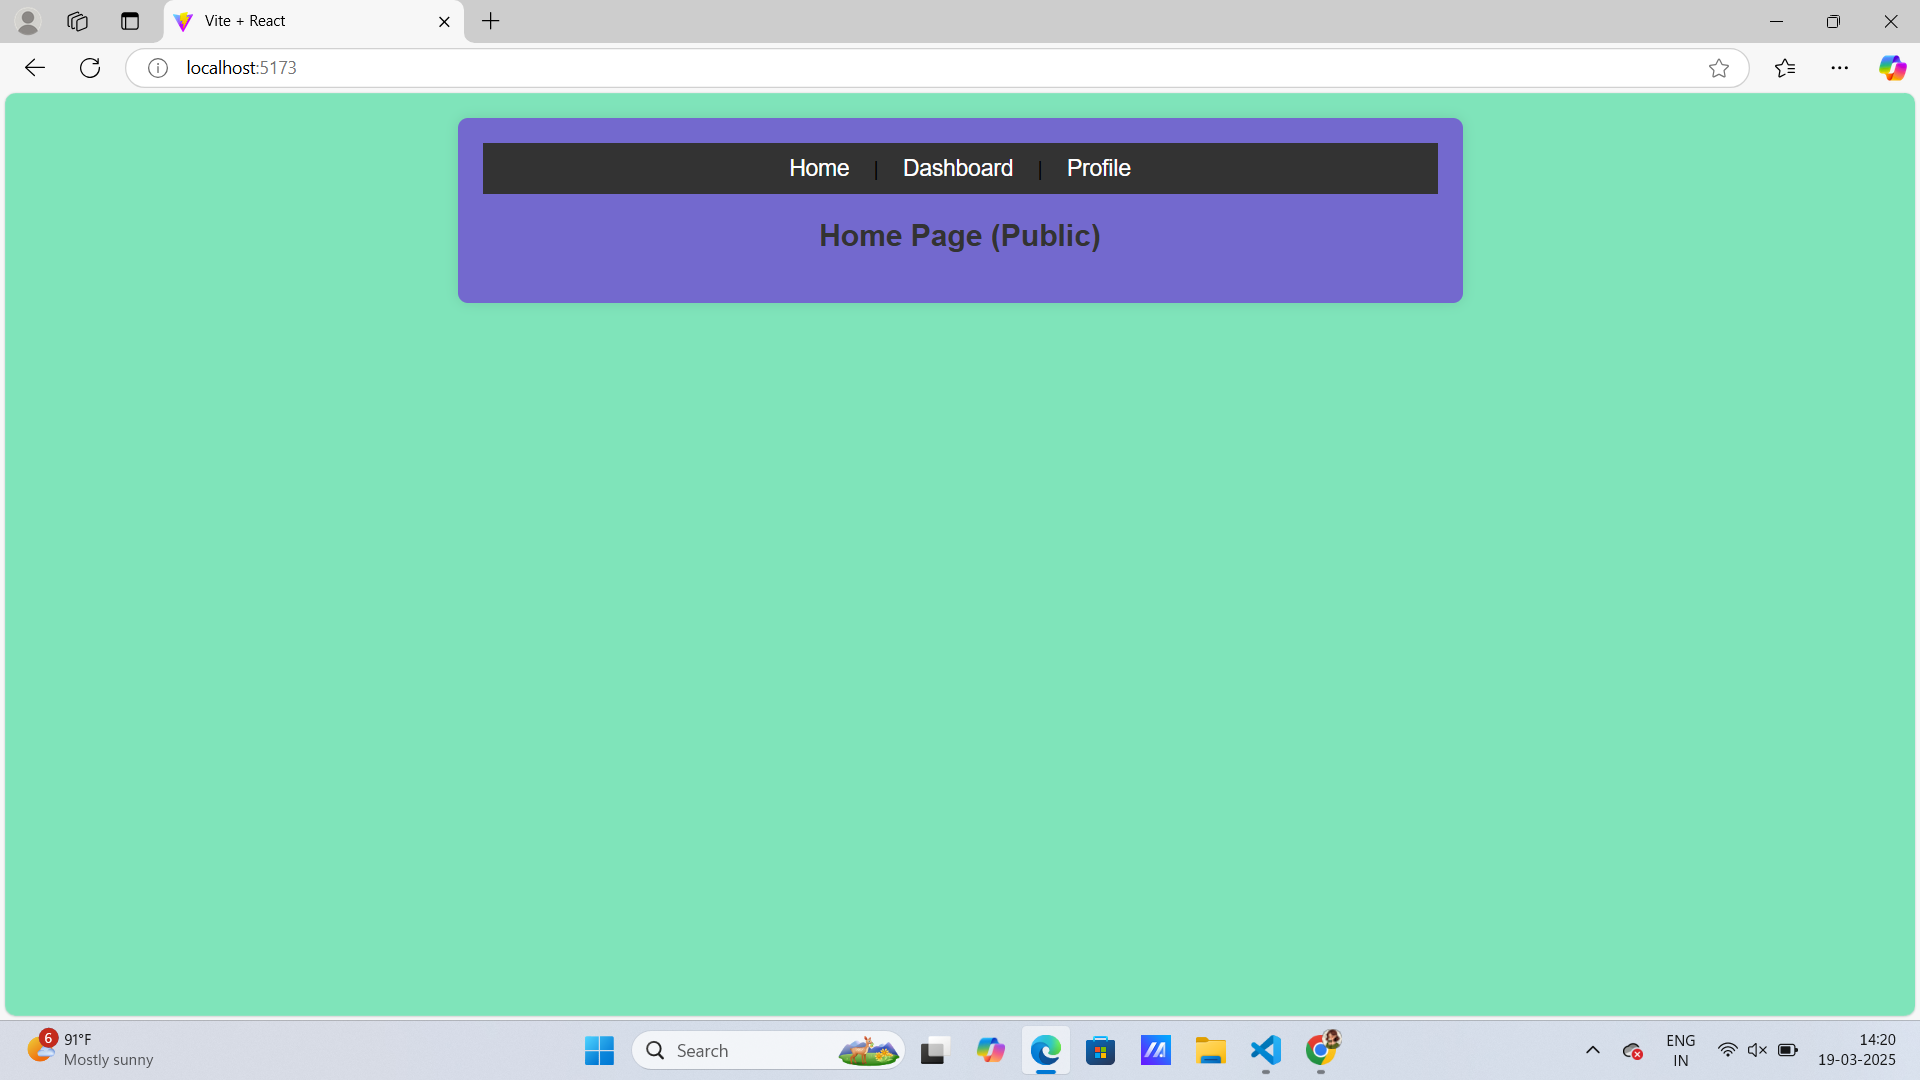 Vite + React
localhost:5173
Home | Dashboard | Profile
Home Page (Public)
6
91°F
Mostly sunny
Search
ENG
IN
14:20
19-03-2025